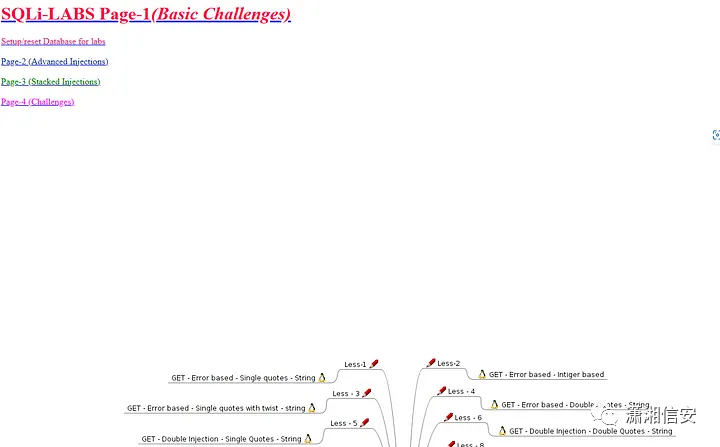 SQLi-LABS Page-1(Basic Challenges)
Setup/reset Database for labs
Page-2 (Advanced Injections)
Page-3 (Stacked Injections)
Page-4 (Challenges)
Less-1
GET - Error based - Single quotes - String
Less - 3
GET - Error based - Single quotes with twist - string
Less - 5
GET - Double Injection - Single Quotes - String
Less-2
GET - Error based - Intiger based
Less - 4
GET - Error based - Double Quotes - String
Less - 6
GET - Double Injection - Double Quotes - String
Less - 8
潇湘信安